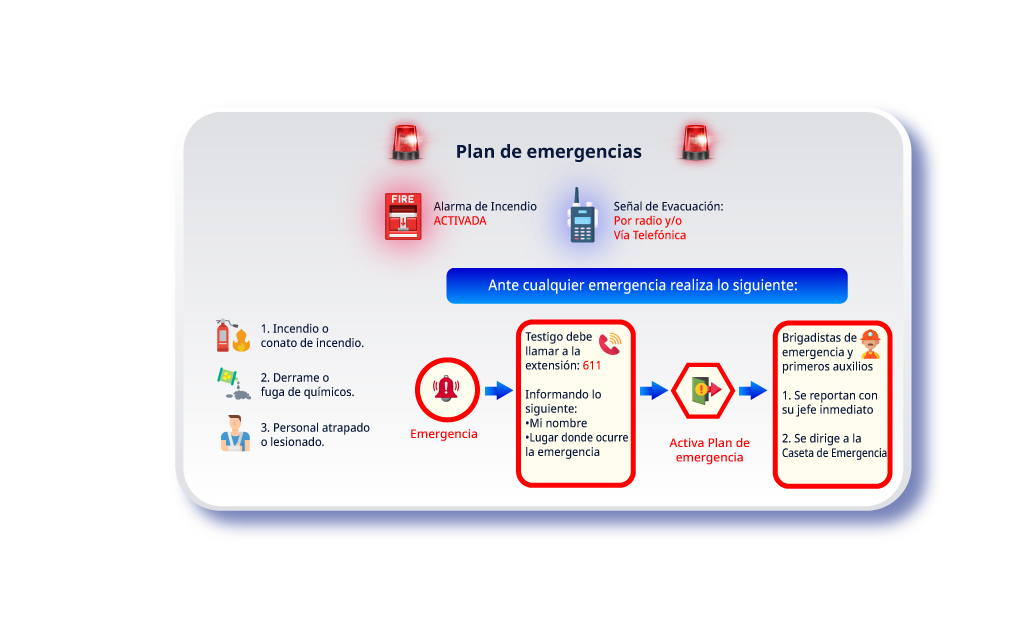 Plan de emergencias
FIRE
Alarma de Incendio
ACTIVADA
Señal de Evacuación:
Por radio y/o
Vía Telefónica
Ante cualquier emergencia realiza lo siguiente:
1. Incendio o
conato de incendio.
2. Derrame o
fuga de químicos.
3. Personal atrapado
o lesionado.
Emergencia
Testigo debe
llamar a la
extensión: 611
Informando lo
siguiente:
•Mi nombre
•Lugar donde ocurre
la emergencia
Activa Plan de
emergencia
Brigadistas de
emergencia y
primeros auxilios
1. Se reportan con
su jefe inmediato
2. Se dirige a la
Caseta de Emergencia